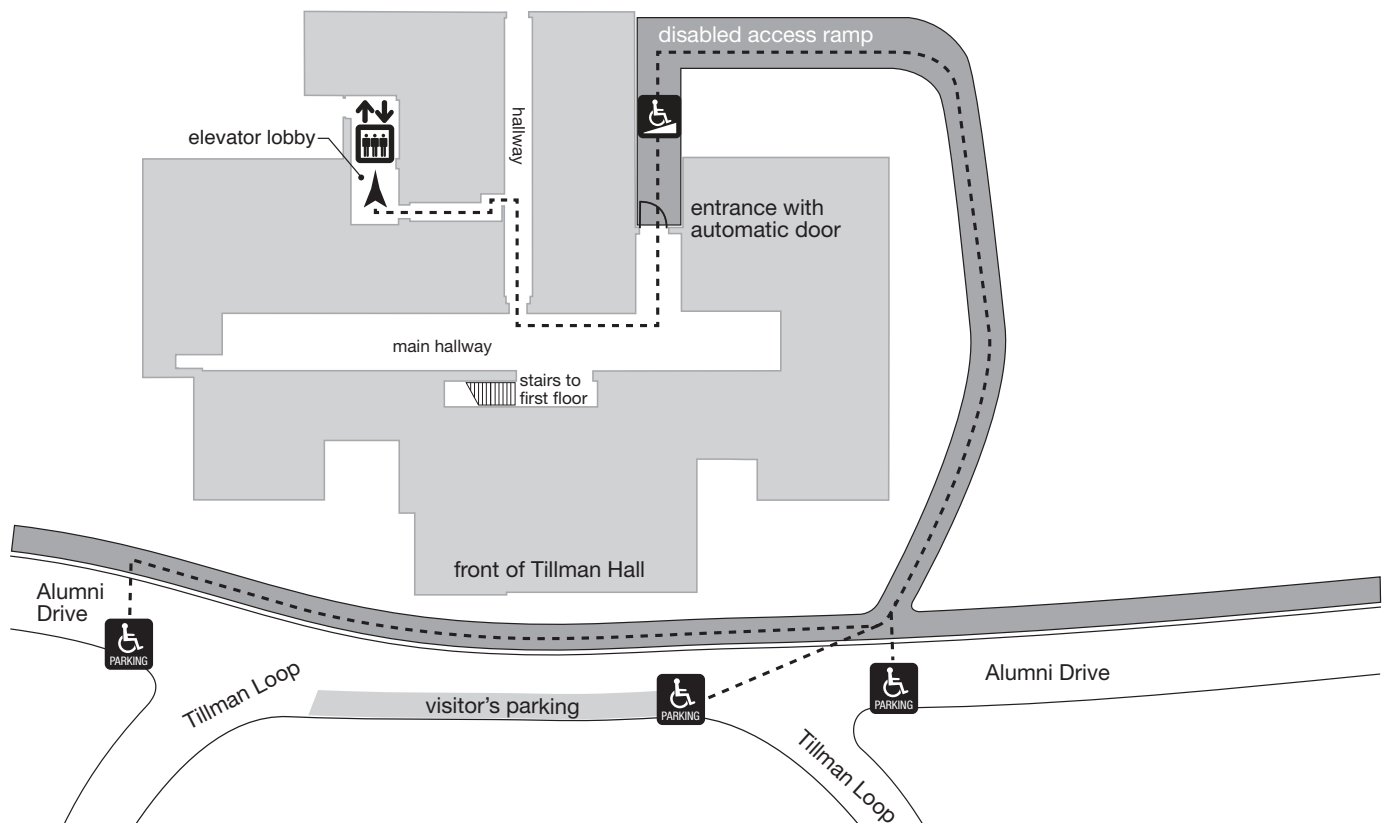 disabled access ramp
hallway
elevator lobby
entrance with
automatic door
main hallway
stairs to
first floor
front of Tillman Hall
Alumni
Drive
PARKING
Tillman Loop
visitor's parking
PARKING
PARKING
Alumni Drive
Tillman Loop